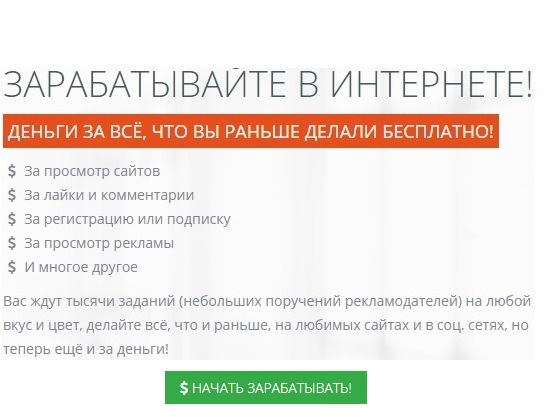 ЗАРАБАТЫВАЙТЕ В ИНТЕРНЕТЕ!
ДЕНЬГИ ЗА ВСЁ, ЧТО ВЫ РАНЬШЕ ДЕЛАЛИ БЕСПЛАТНО!
$ За просмотр сайтов
$ За лайки и комментарии
$ За регистрацию или подписку
$ За просмотр рекламы
$ И многое другое
Вас ждут тысячи заданий (небольших поручений рекламодателей) на любой
вкус и цвет, делайте всё, что и раньше, на любимых сайтах и в соц. сетях, но
теперь ещё и за деньги!
$ НАЧАТЬ ЗАРАБАТЫВАТЬ!